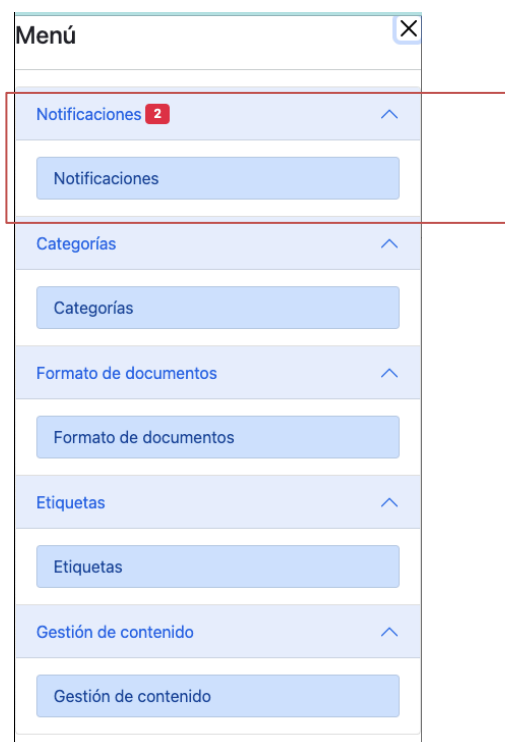 Menú
Notificaciones 2
Notificaciones
Categorías
Categorías
Formato de documentos
Formato de documentos
Etiquetas
Etiquetas
Gestión de contenido
Gestión de contenido